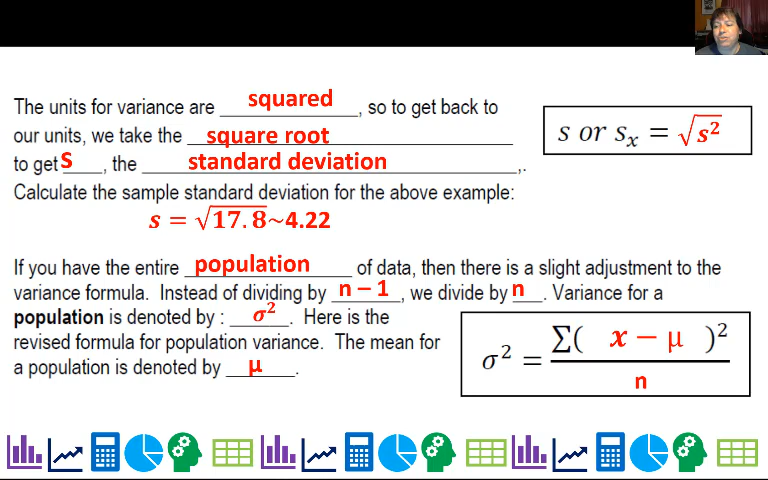 The units for variance are squared, so to get back to
our units, we take the square root
to get s, the standard deviation.
s or sₓ = √s²
Calculate the sample standard deviation for the above example:
s = √17.8~4.22
If you have the entire population of data, then there is a slight adjustment to the
variance formula. Instead of dividing by n – 1, we divide by n. Variance for a
population is denoted by : σ². Here is the
revised formula for population variance. The mean for
a population is denoted by μ.
σ² = Σ( x – μ )² / n